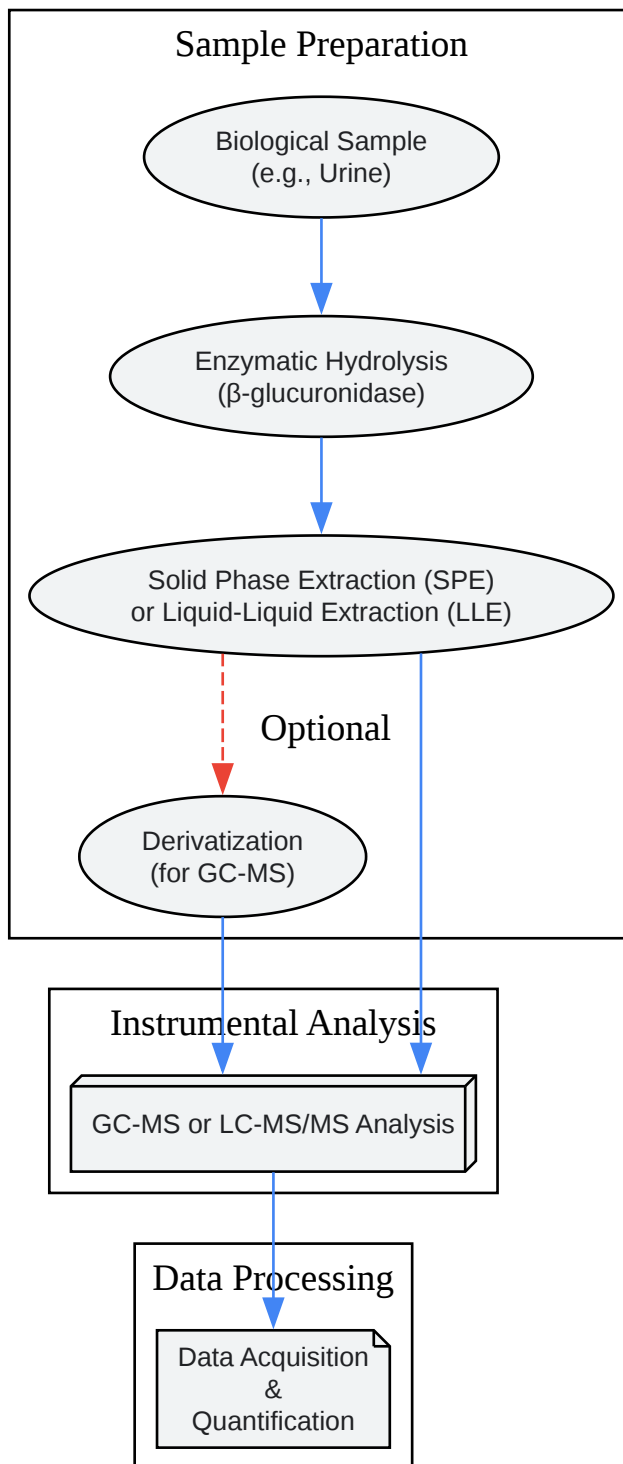 Sample Preparation
Biological Sample
(e.g., Urine)
Enzymatic Hydrolysis
(β-glucuronidase)
Solid Phase Extraction (SPE)
or Liquid-Liquid Extraction (LLE)
Optional
Derivatization
(for GC-MS)
Instrumental Analysis
GC-MS or LC-MS/MS Analysis
Data Processing
Data Acquisition
&
Quantification